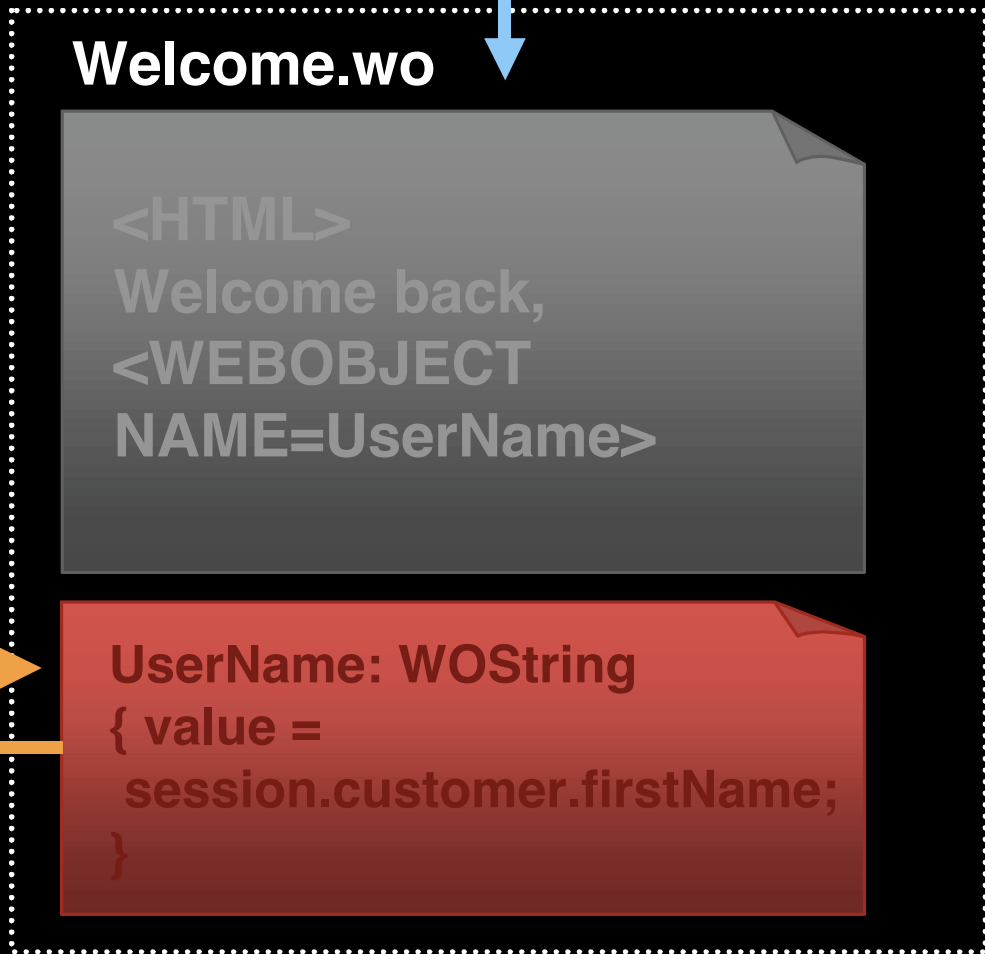 Welcome.wo
<HTML>
Welcome back,
<WEBOBJECT
NAME=UserName>
UserName: WOString
{ value =
session.customer.firstName;
}